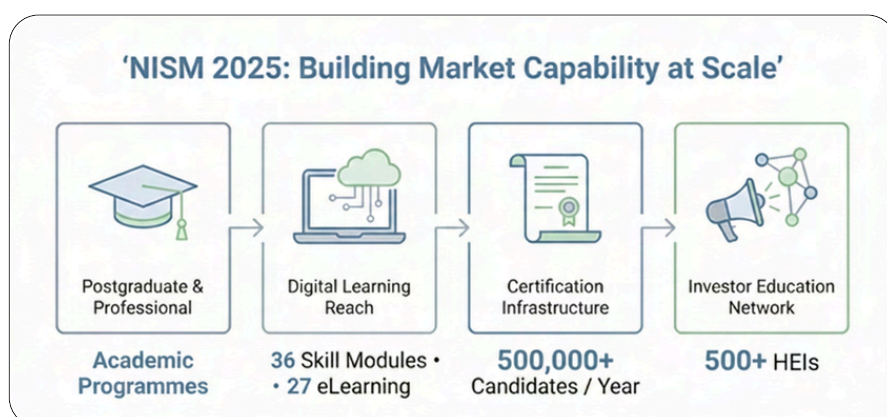 ‘NISM 2025: Building Market Capability at Scale’
Postgraduate &
Professional
Academic
Programmes
Digital Learning
Reach
36 Skill Modules •
• 27 eLearning
Certification
Infrastructure
500,000+
Candidates / Year
Investor Education
Network
500+ HEIs